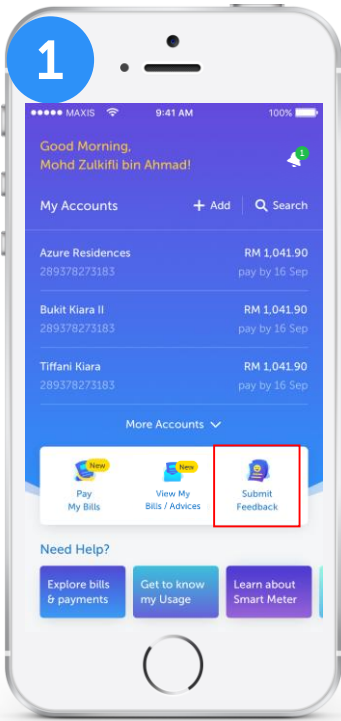 1
MAXIS 9:41 AM 100%
Good Morning,
Mohd Zulkifli bin Ahmad!
1
My Accounts + Add Search
Azure Residences RM 1,041.90
289378273183 pay by 16 Sep
Bukit Kiara II RM 1,041.90
289378273183 pay by 16 Sep
Tiffani Kiara RM 1,041.90
289378273183 pay by 16 Sep
More Accounts
New New
Pay View My Submit
My Bills Bills / Advices Feedback
Need Help?
Explore bills Get to know Learn about
& payments my Usage Smart Meter